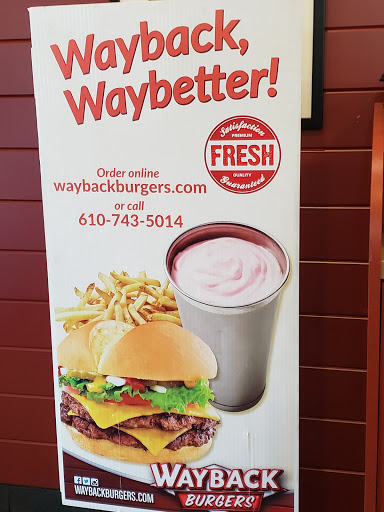 Wayback,
Waybetter!
Satisfaction
PREMIUM
FRESH
QUALITY
Guaranteed
Order online
waybackburgers.com
or call
610-743-5014
WAYBACK
BURGERS
WAYBACKBURGERS.COM